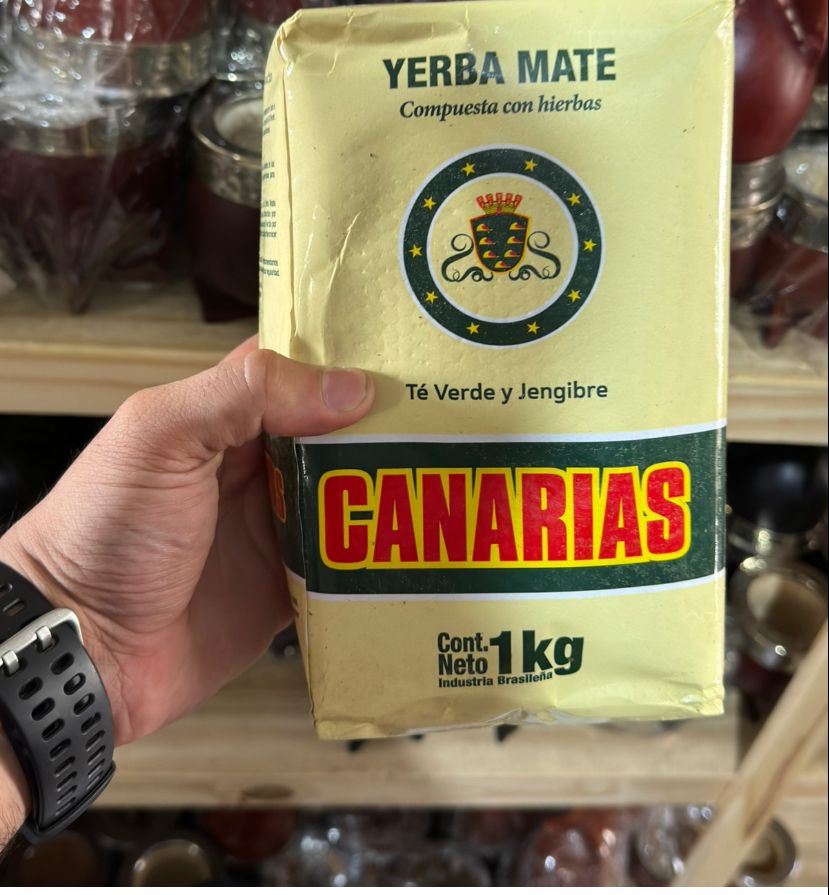 YERBA MATE
Compuesta con hierbas
Té Verde y Jengibre
CANARIAS
Cont.
Neto 1kg
Industria Brasileña